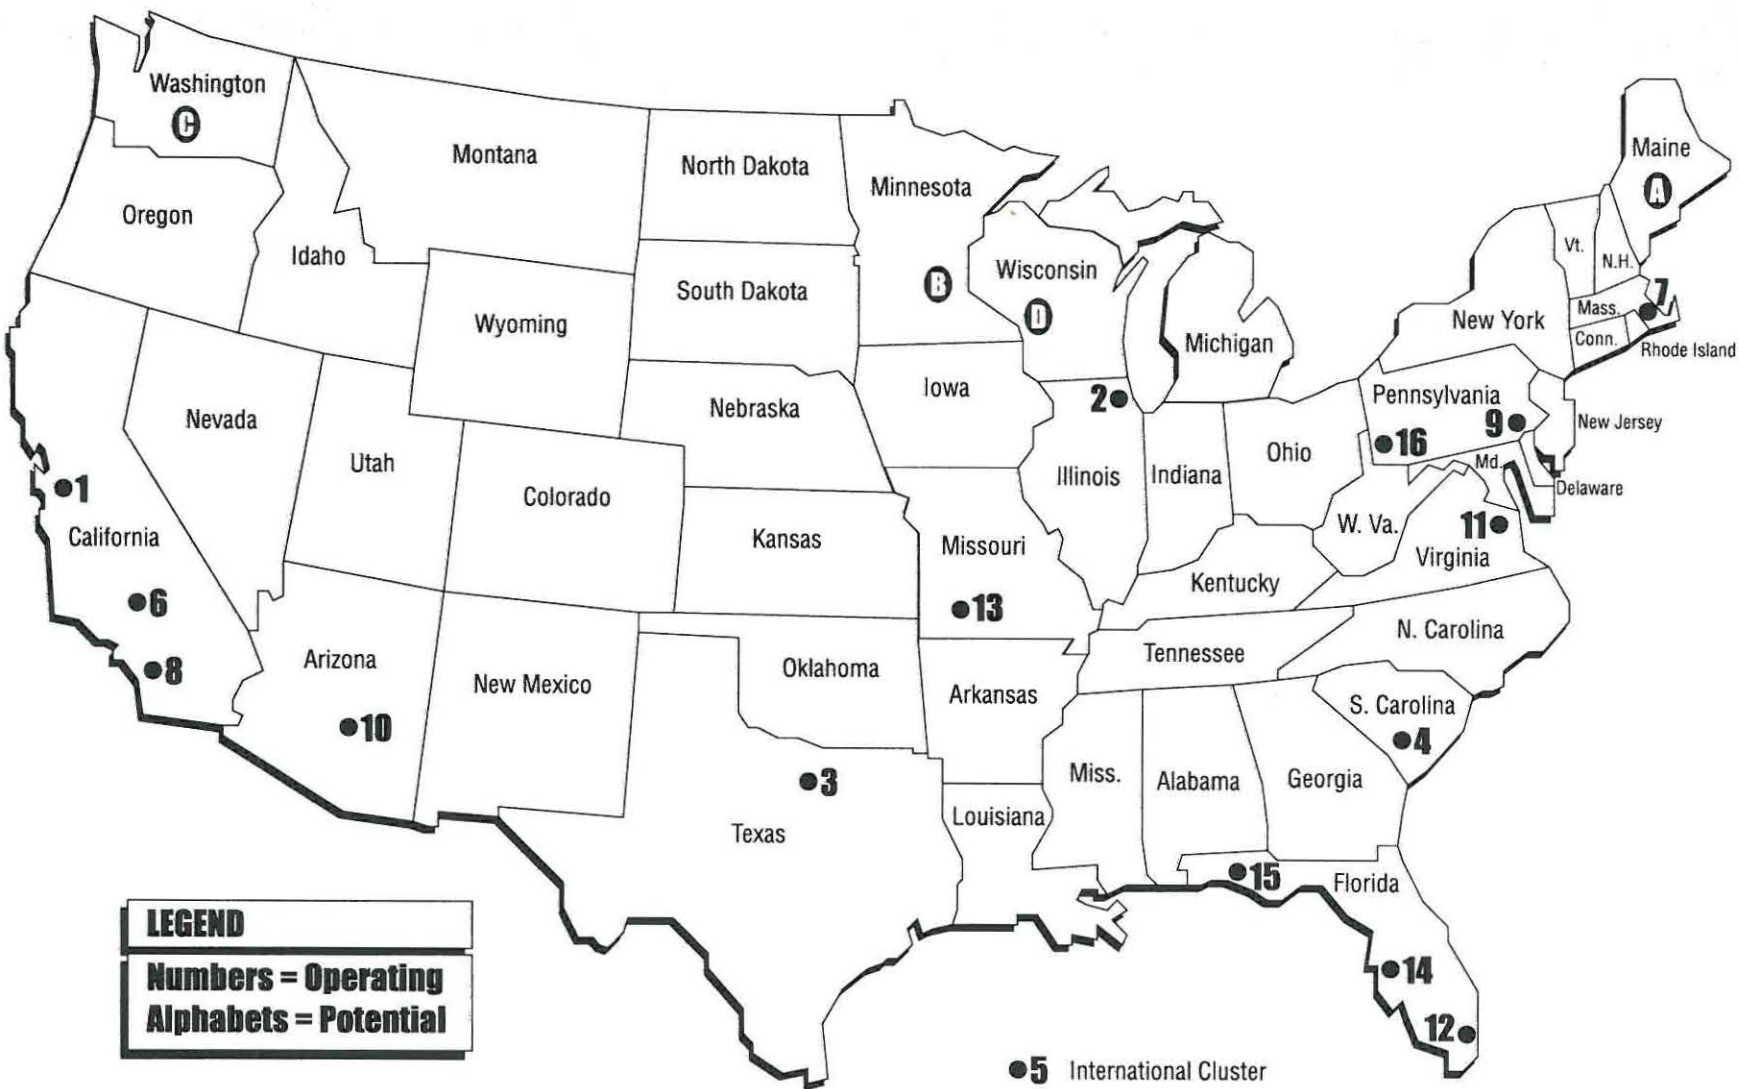 Washington
C
Montana
North Dakota
Minnesota
Maine
A
Oregon
Idaho
Vt.
N.H.
South Dakota
B
Wisconsin
D
Wyoming
Michigan
New York
Mass.
7
Conn.
Rhode Island
Iowa
2
Pennsylvania
Nevada
Nebraska
9
New Jersey
16
Utah
Illinois
Indiana
Ohio
Md.
1
Colorado
Delaware
California
Kansas
Missouri
W. Va.
11
Virginia
Kentucky
6
13
N. Carolina
Arizona
8
New Mexico
Oklahoma
Tennessee
Arkansas
S. Carolina
10
4
3
Miss.
Alabama
Georgia
Texas
Louisiana
15
Florida
LEGEND
Numbers = Operating
Alphabets = Potential
14
12
5 International Cluster